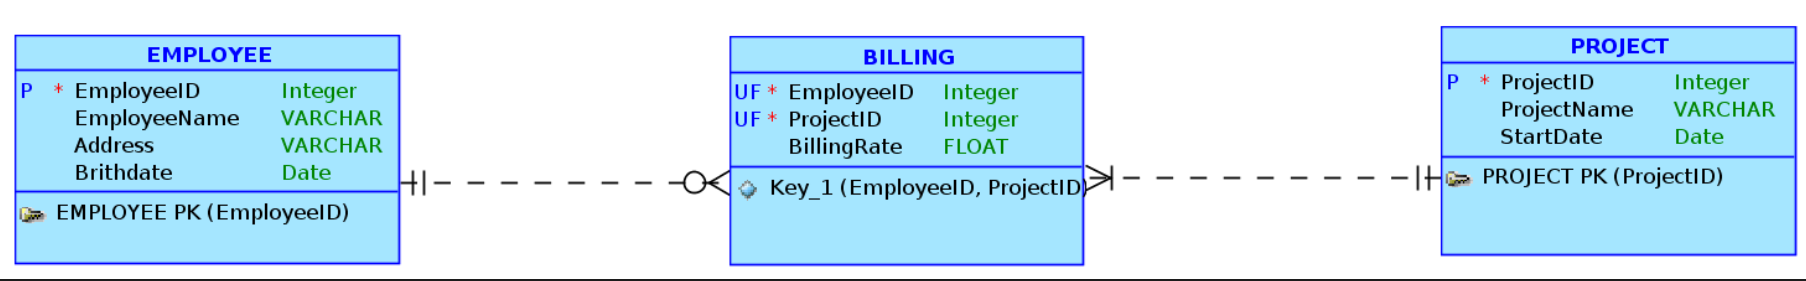 EMPLOYEE
P * EmployeeID Integer
EmployeeName VARCHAR
Address VARCHAR
Brithdate Date
EMPLOYEE PK (EmployeeID)
BILLING
UF * EmployeeID Integer
UF * ProjectID Integer
BillingRate FLOAT
Key_1 (EmployeeID, ProjectID)
PROJECT
P * ProjectID Integer
ProjectName VARCHAR
StartDate Date
PROJECT PK (ProjectID)